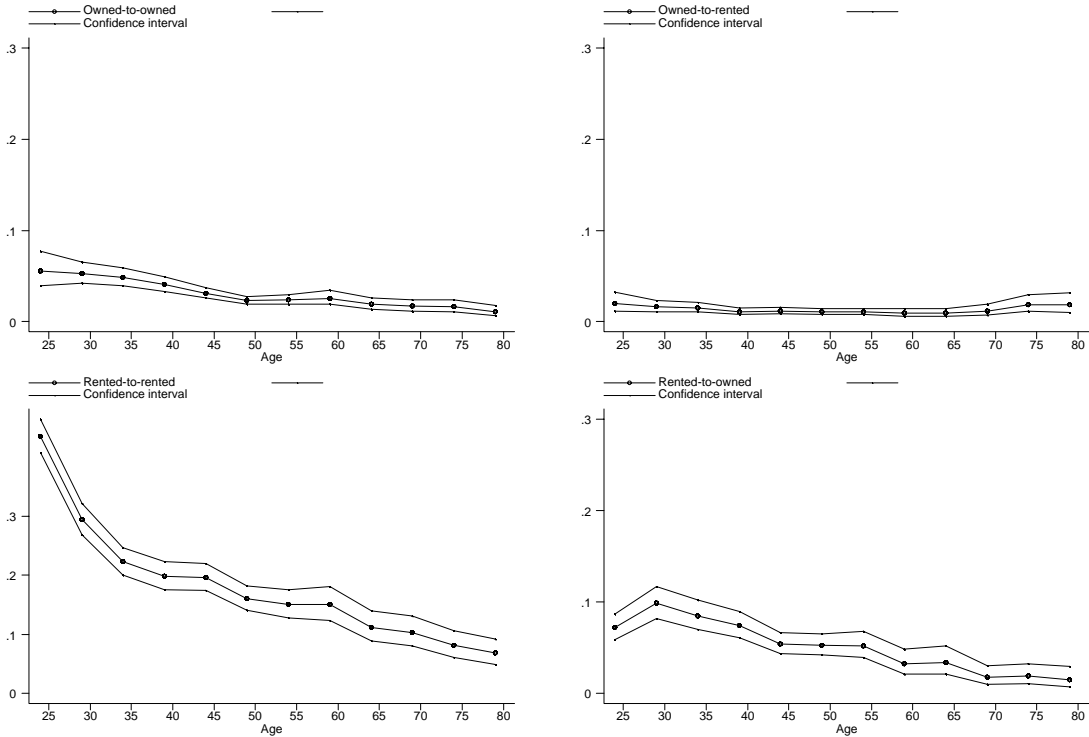 Owned-to-owned
Confidence interval
.3
.2
.1
0
25 30 35 40 45 50 55 60 65 70 75 80
Age
Owned-to-rented
Confidence interval
.3
.2
.1
0
25 30 35 40 45 50 55 60 65 70 75 80
Age
Rented-to-rented
Confidence interval
.3
.2
.1
0
25 30 35 40 45 50 55 60 65 70 75 80
Age
Rented-to-owned
Confidence interval
.3
.2
.1
0
25 30 35 40 45 50 55 60 65 70 75 80
Age